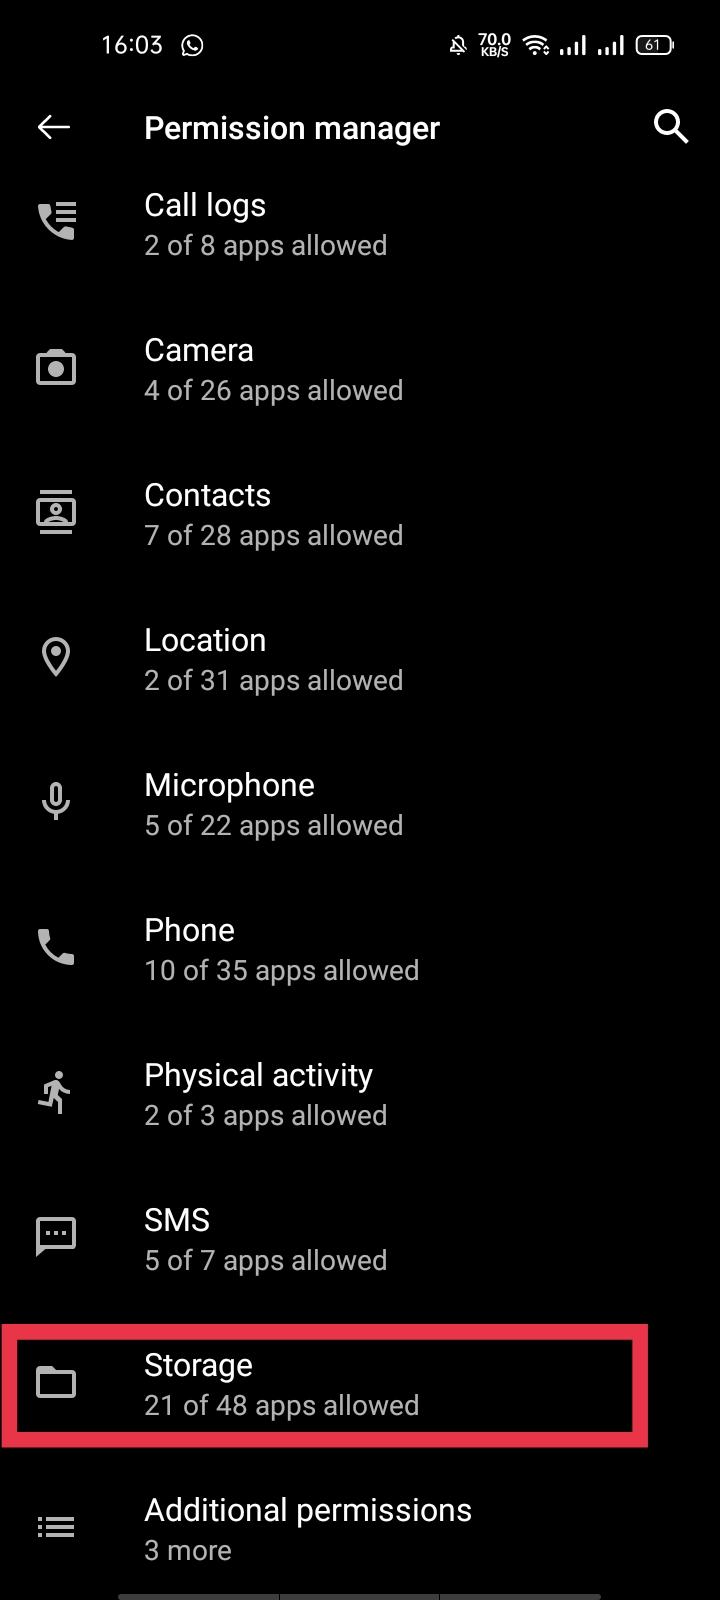 16:03 70.0 KB/S 61
Permission manager
Call logs
2 of 8 apps allowed
Camera
4 of 26 apps allowed
Contacts
7 of 28 apps allowed
Location
2 of 31 apps allowed
Microphone
5 of 22 apps allowed
Phone
10 of 35 apps allowed
Physical activity
2 of 3 apps allowed
SMS
5 of 7 apps allowed
Storage
21 of 48 apps allowed
Additional permissions
3 more